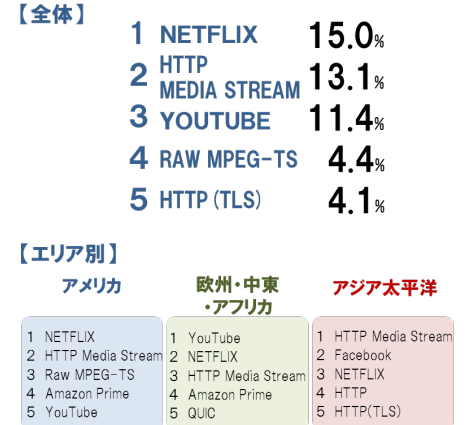 【全体】
1 NETFLIX 15.0%
2 HTTP MEDIA STREAM 13.1%
3 YOUTUBE 11.4%
4 RAW MPEG-TS 4.4%
5 HTTP(TLS) 4.1%
【エリア別】
アメリカ
1 NETFLIX
2 HTTP Media Stream
3 Raw MPEG-TS
4 Amazon Prime
5 YouTube
欧州・中東
・アフリカ
1 YouTube
2 NETFLIX
3 HTTP Media Stream
4 Amazon Prime
5 QUIC
アジア太平洋
1 HTTP Media Stream
2 Facebook
3 NETFLIX
4 HTTP
5 HTTP(TLS)